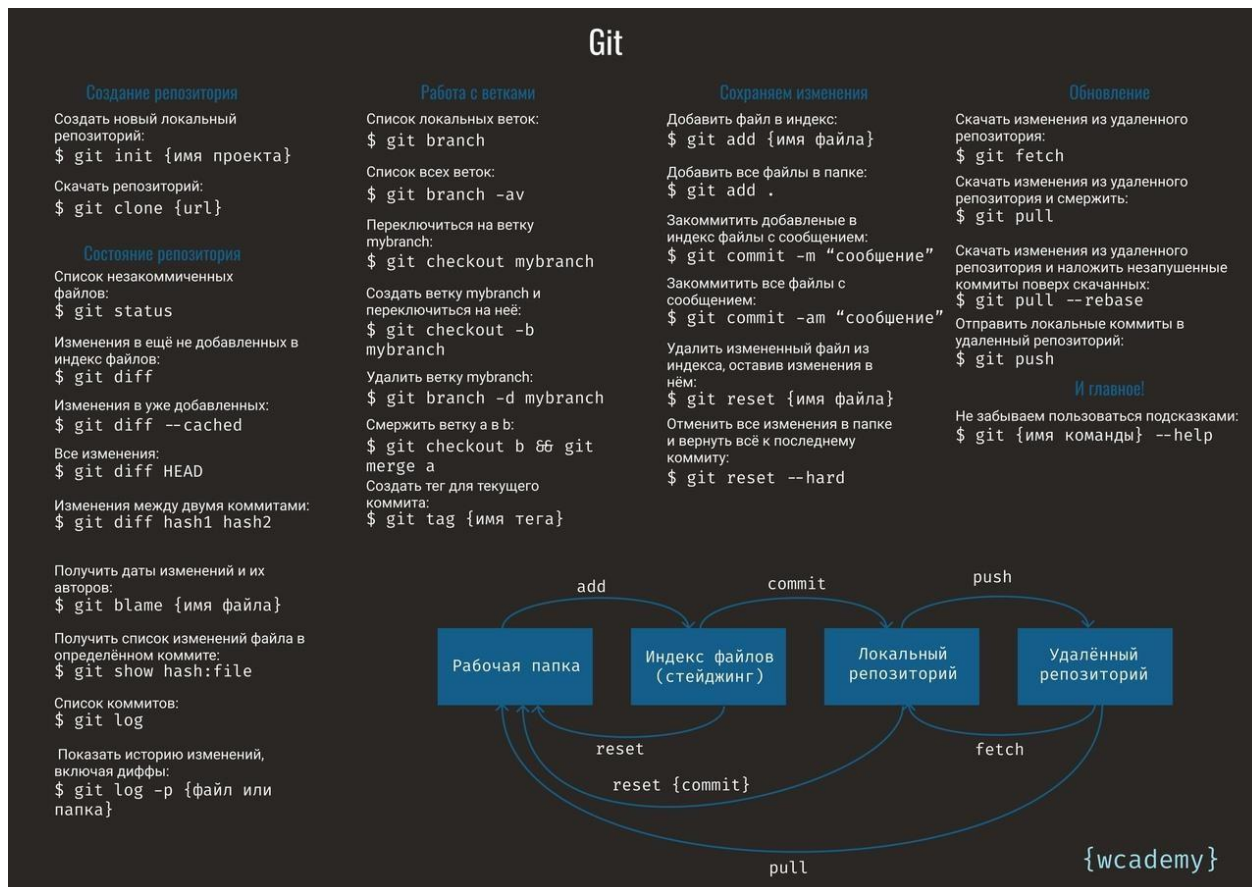 Git
Создание репозитория
Создать новый локальный
репозиторий:
$ git init {имя проекта}
Скачать репозиторий:
$ git clone {url}
Состояние репозитория
Список незакоммиченных
файлов:
$ git status
Изменения в ещё не добавленных в
индекс файлов:
$ git diff
Изменения в уже добавленных:
$ git diff --cached
Все изменения:
$ git diff HEAD
Изменения между двумя коммитами:
$ git diff hash1 hash2
Получить даты изменений и их
авторов:
$ git blame {имя файла}
Получить список изменений файла в
определённом коммите:
$ git show hash:file
Список коммитов:
$ git log
Показать историю изменений,
включая диффы:
$ git log -p {файл или
папка}
Работа с ветками
Список локальных веток:
$ git branch
Список всех веток:
$ git branch -av
Переключиться на ветку
mybranch:
$ git checkout mybranch
Создать ветку mybranch и
переключиться на неё:
$ git checkout -b
mybranch
Удалить ветку mybranch:
$ git branch -d mybranch
Смержить ветку a в b:
$ git checkout b && git
merge a
Создать тег для текущего
коммита:
$ git tag {имя тега}
Сохраняем изменения
Добавить файл в индекс:
$ git add {имя файла}
Добавить все файлы в папке:
$ git add .
Закоммитить добавленые в
индекс файлы с сообщением:
$ git commit -m “сообщение”
Закоммитить все файлы с
сообщением:
$ git commit -am “сообщение”
Удалить измененный файл из
индекса, оставив изменения в
нём:
$ git reset {имя файла}
Отменить все изменения в папке
и вернуть всё к последнему
коммиту:
$ git reset --hard
Обновление
Скачать изменения из удаленного
репозитория:
$ git fetch
Скачать изменения из удаленного
репозитория и смержить:
$ git pull
Скачать изменения из удаленного
репозитория и наложить незапушенные
коммиты поверх скачанных:
$ git pull --rebase
Отправить локальные коммиты в
удаленный репозиторий:
$ git push
И главное!
Не забываем пользоваться подсказками:
$ git {имя команды} --help
add
commit
push
Рабочая папка
Индекс файлов
(стейджинг)
Локальный
репозиторий
Удалённый
репозиторий
reset
fetch
reset {commit}
pull
{wcademy}